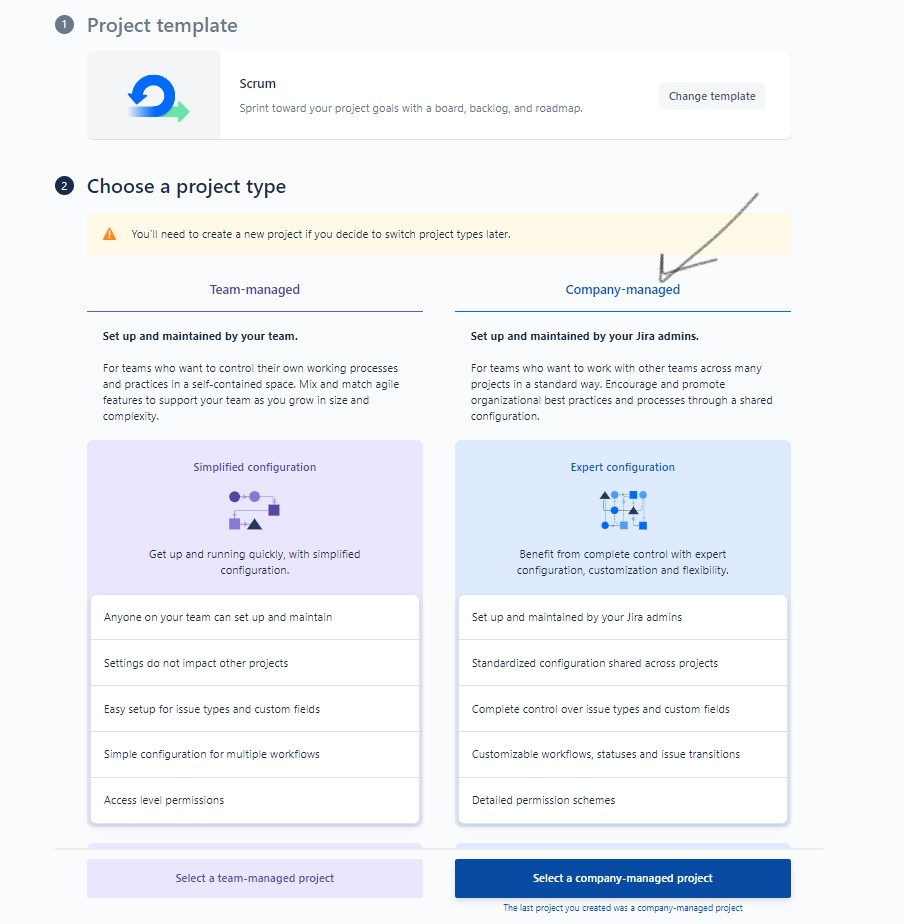 1 Project template
Scrum
Sprint toward your project goals with a board, backlog, and roadmap.
Change template
2 Choose a project type
You'll need to create a new project if you decide to switch project types later.
Team-managed
Set up and maintained by your team.
For teams who want to control their own working processes
and practices in a self-contained space. Mix and match agile
features to support your team as you grow in size and
complexity.
Simplified configuration
Get up and running quickly, with simplified
configuration.
Anyone on your team can set up and maintain
Settings do not impact other projects
Easy setup for issue types and custom fields
Simple configuration for multiple workflows
Access level permissions
Select a team-managed project
Company-managed
Set up and maintained by your Jira admins.
For teams who want to work with other teams across many
projects in a standard way. Encourage and promote
organizational best practices and processes through a shared
configuration.
Expert configuration
Benefit from complete control with expert
configuration, customization and flexibility.
Set up and maintained by your Jira admins
Standardized configuration shared across projects
Complete control over issue types and custom fields
Customizable workflows, statuses and issue transitions
Detailed permission schemes
Select a company-managed project
The last project you created was a company-managed project